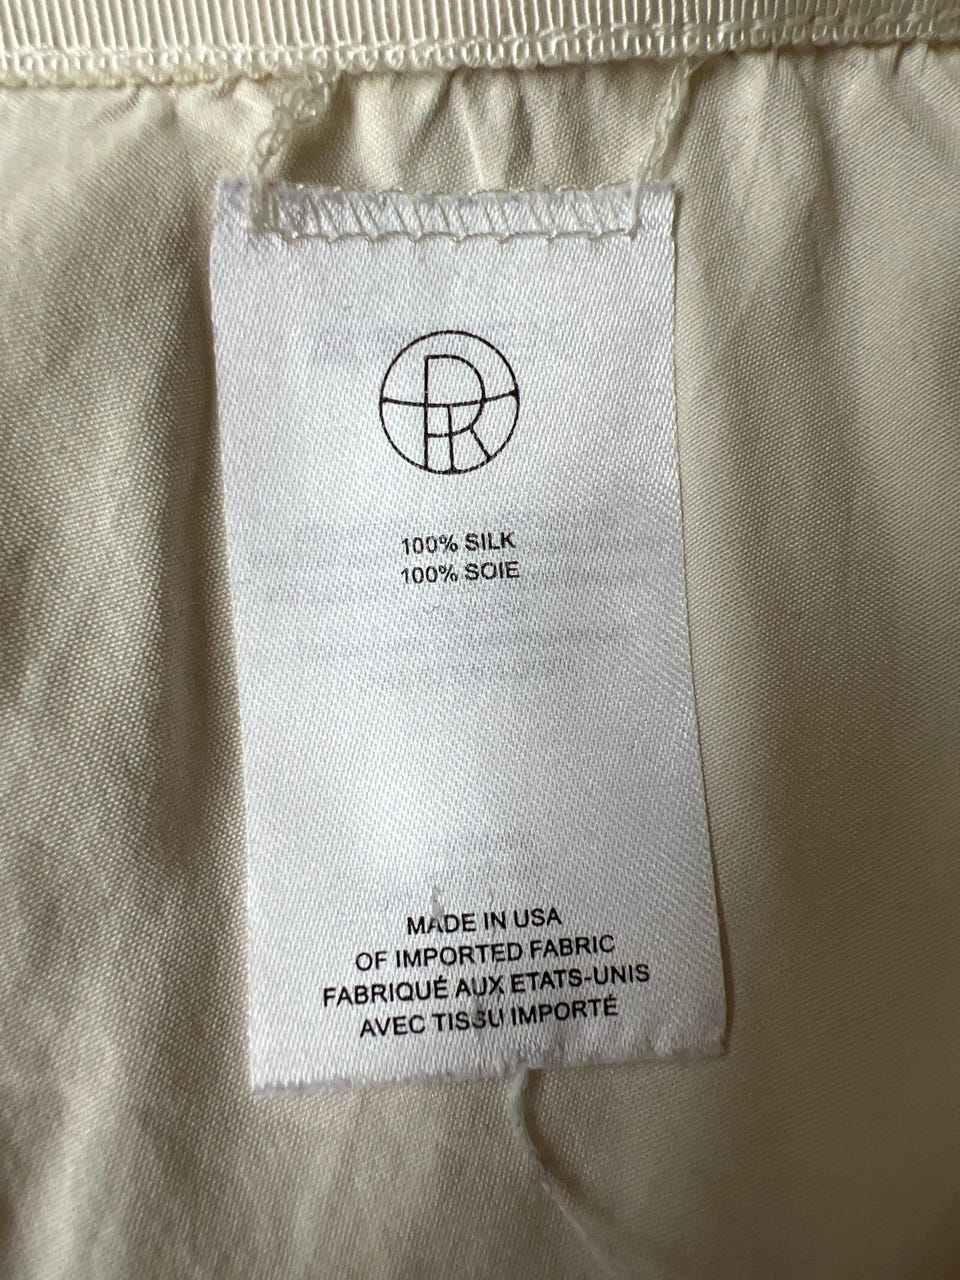 100% SILK
100% SOIE
MADE IN USA
OF IMPORTED FABRIC
FABRIQUÉ AUX ETATS-UNIS
AVEC TISSU IMPORTÉ